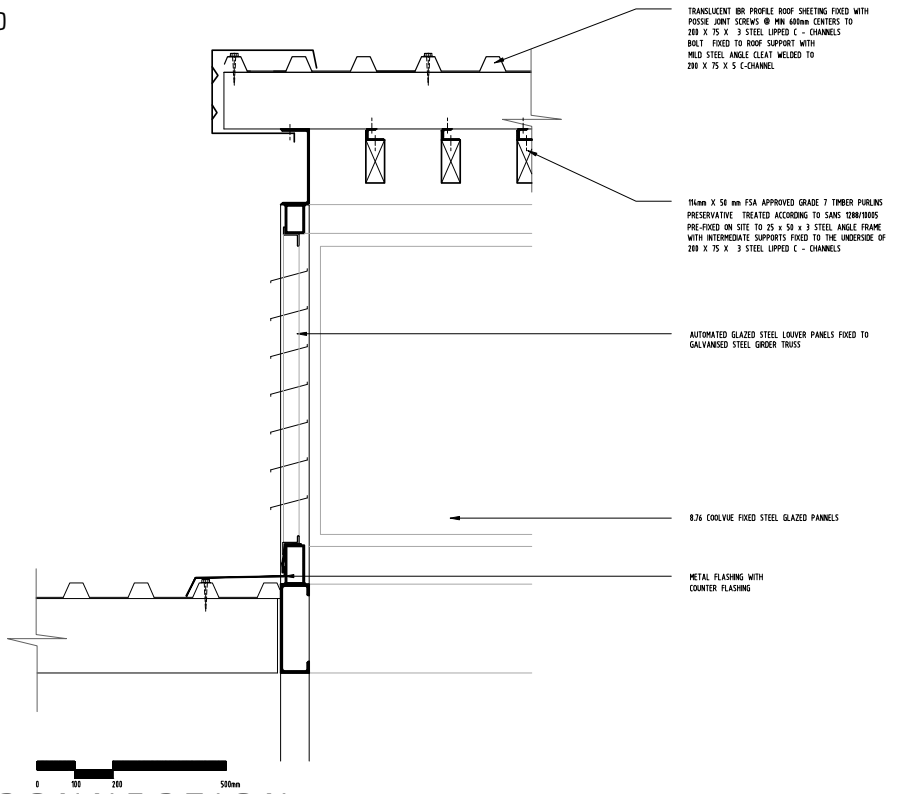 TRANSLUCENT IBR PROFILE ROOF SHEETING FIXED WITH
POSSIE JOINT SCREWS @ MIN 600mm CENTERS TO
200 X 75 X 3 STEEL LIPPED C - CHANNELS
BOLT FIXED TO ROOF SUPPORT WITH
MILD STEEL ANGLE CLEAT WELDED TO
200 X 75 X 5 C-CHANNEL
114mm X 50 mm FSA APPROVED GRADE 7 TIMBER PURLINS
PRESERVATIVE TREATED ACCORDING TO SANS 1288/10005
PRE-FIXED ON SITE TO 25 x 50 x 3 STEEL ANGLE FRAME
WITH INTERMEDIATE SUPPORTS FIXED TO THE UNDERSIDE OF
200 X 75 X 3 STEEL LIPPED C - CHANNELS
AUTOMATED GLAZED STEEL LOUVER PANELS FIXED TO
GALVANISED STEEL GIRDER TRUSS
8.76 COOLVUE FIXED STEEL GLAZED PANNELS
METAL FLASHING WITH
COUNTER FLASHING
0 100 200 500mm